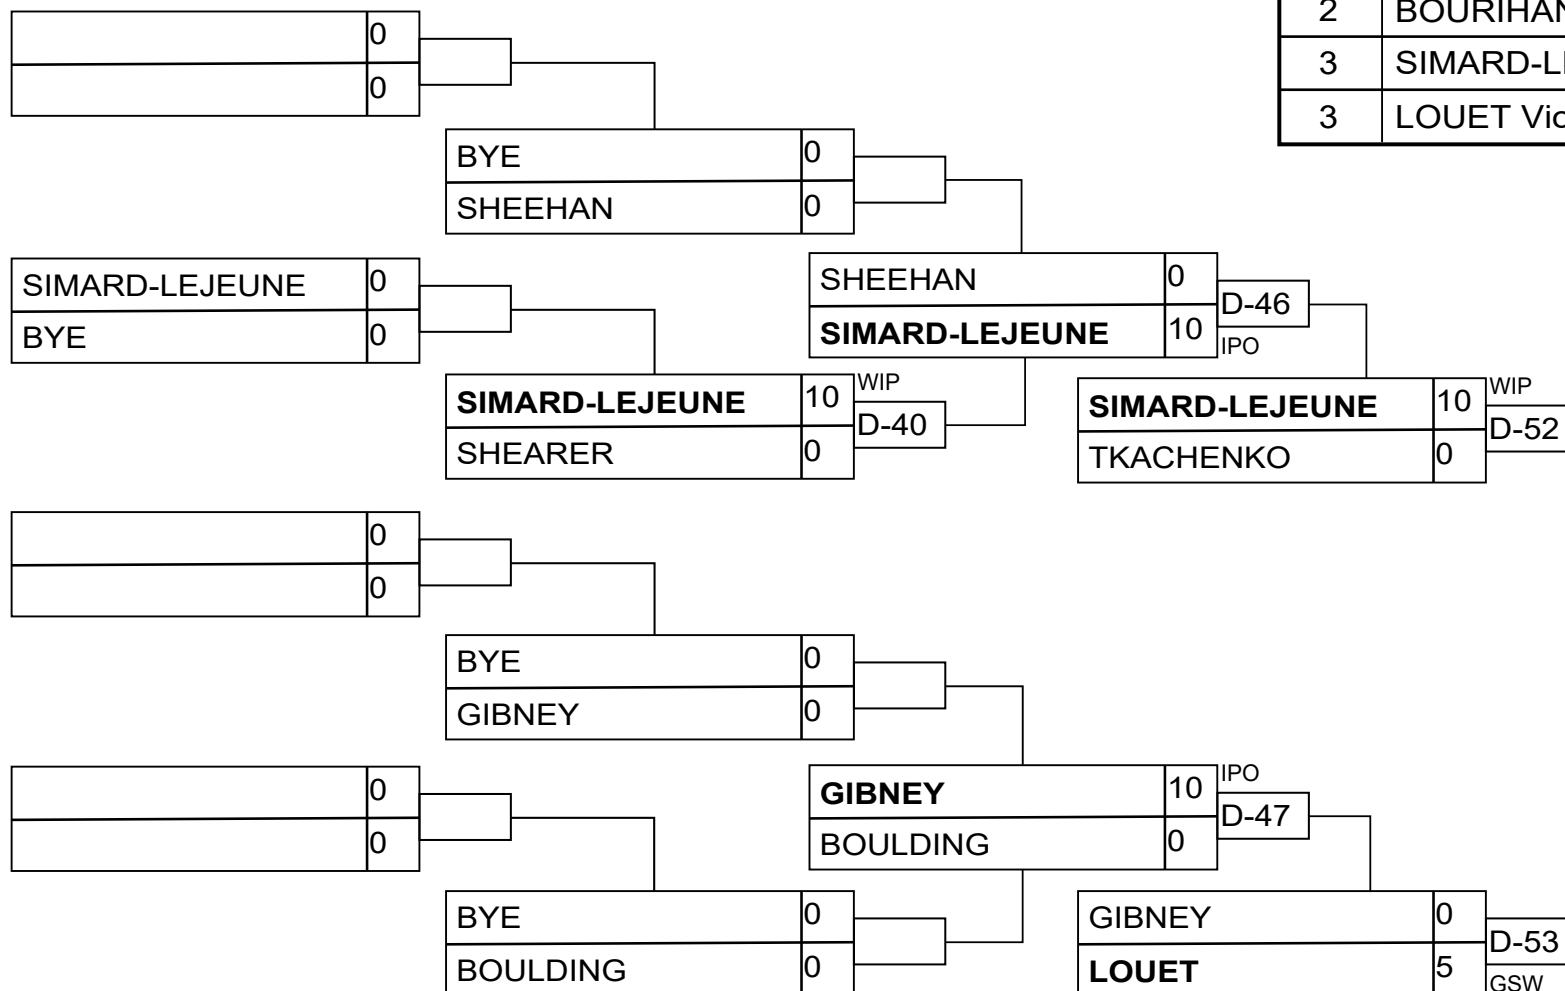 0
0
2 BOURIHAN
3 SIMARD-L
3 LOUET Vio
BYE 0
SHEEHAN 0
SIMARD-LEJEUNE 0
BYE 0
SHEEHAN 0
D-46
SIMARD-LEJEUNE 10
IPO
SIMARD-LEJEUNE 10
WIP
D-40
SHEARER 0
SIMARD-LEJEUNE 10
WIP
D-52
TKACHENKO 0
0
0
BYE 0
GIBNEY 0
0
0
GIBNEY 10
IPO
D-47
BOULDING 0
BYE 0
BOULDING 0
GIBNEY 0
D-53
LOUET 5
GSW